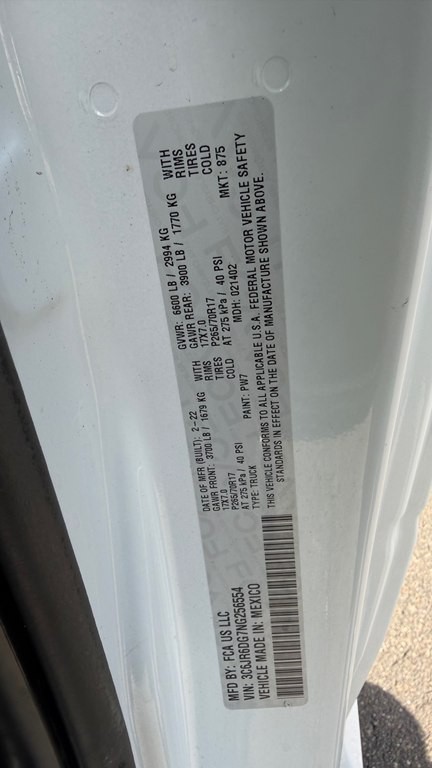 MFD BY: FCA US LLC
VIN: 3C6JR6DG7NG256554
VEHICLE MADE IN: MEXICO
DATE OF MFR (BUILT): 2-22 GVWR: 6600 LB / 2994 KG
GAWR FRONT: 3700 LB / 1679 KG WITH GAWR REAR: 3900 LB / 1770 KG WITH
17X7.0 RIMS 17X7.0 RIMS
P265/70R17 TIRES P265/70R17 TIRES
AT 275 kPa / 40 PSI COLD AT 275 kPa / 40 PSI COLD
TYPE: TRUCK PAINT: PW7 MDH: 021402 MKT: 875
THIS VEHICLE CONFORMS TO ALL APPLICABLE U.S.A. FEDERAL MOTOR VEHICLE SAFETY
STANDARDS IN EFFECT ON THE DATE OF MANUFACTURE SHOWN ABOVE.